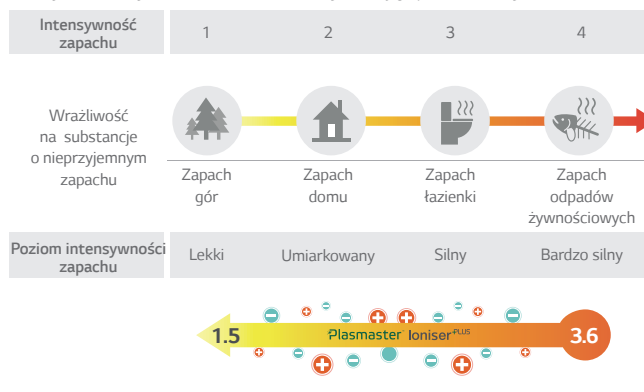 Intensywność
zapachu
1
2
3
4
Wrażliwość
na substancje
o nieprzyjemnym
zapachu
Zapach
gór
Zapach
domu
Zapach
łazienki
Zapach
odpadów
żywnościowych
Poziom intensywności
zapachu
Lekki
Umiarkowany
Silny
Bardzo silny
1.5
Plasmaster Ioniser PLUS
3.6